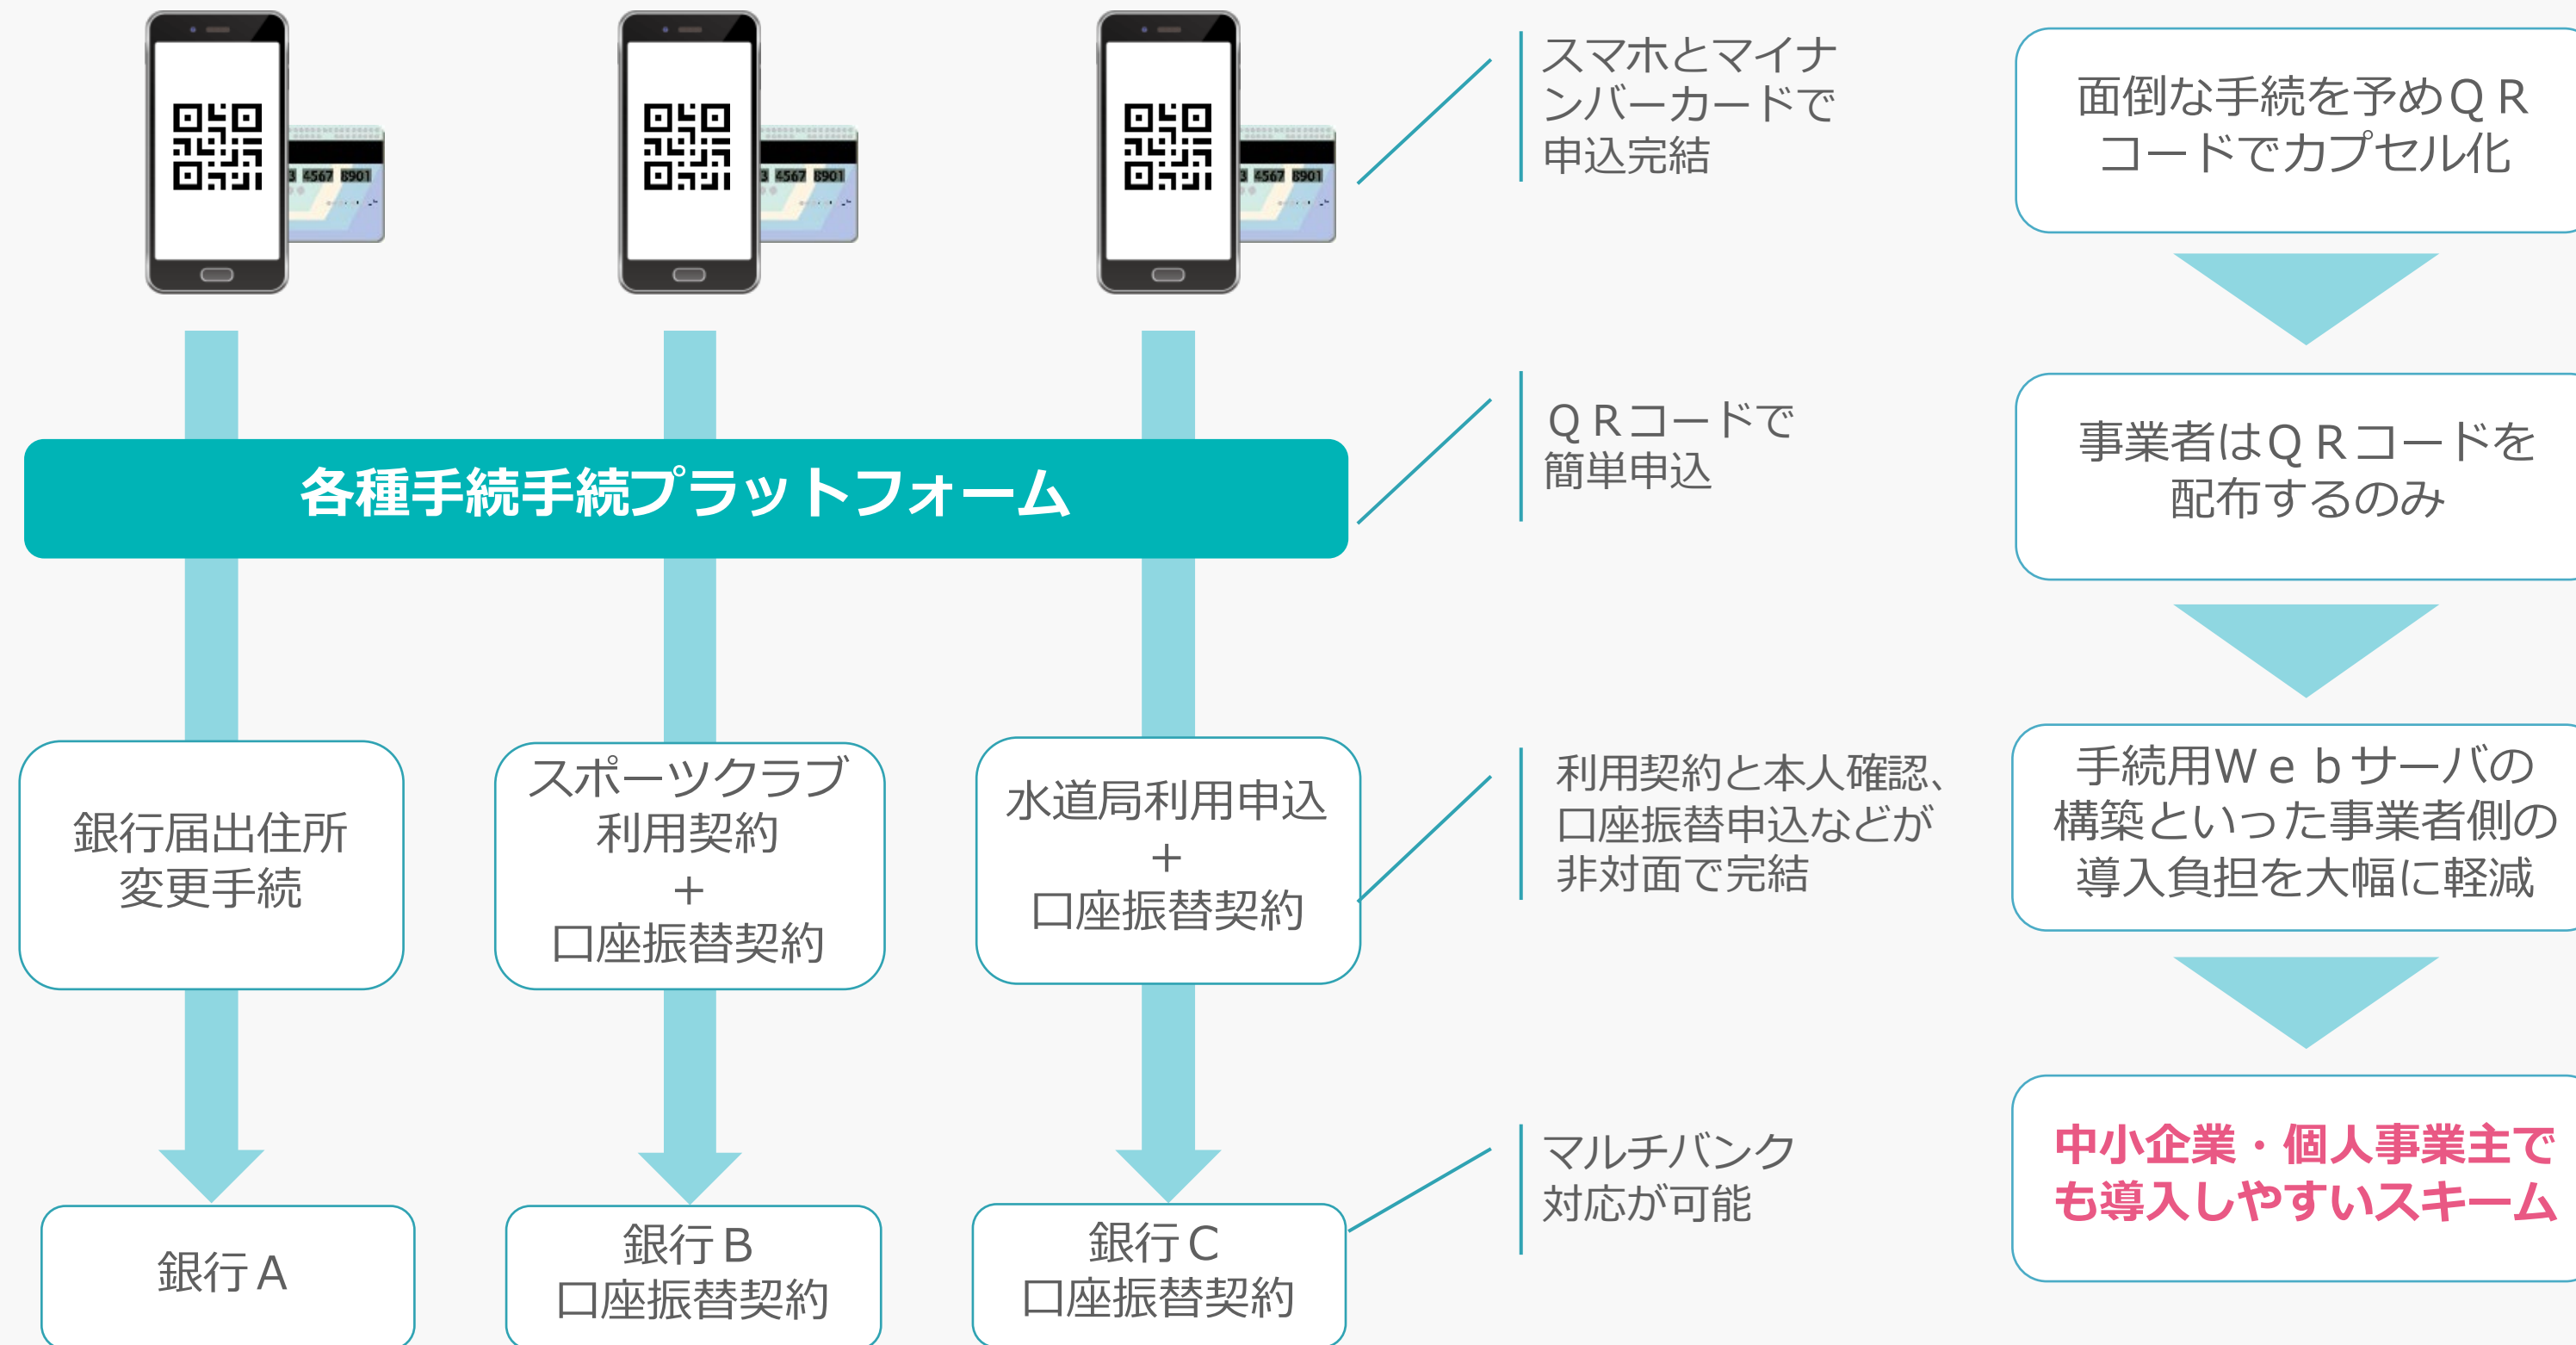 3 4567 8901
3 4567 8901
3 4567 8901
スマホとマイナ
ンバーカードで
申込完結
各種手続手続プラットフォーム
ＱＲコードで
簡単申込
銀行届出住所
変更手続
スポーツクラブ
利用契約
+
口座振替契約
水道局利用申込
+
口座振替契約
利用契約と本人確認、
口座振替申込などが
非対面で完結
銀行Ａ
銀行Ｂ
口座振替契約
銀行Ｃ
口座振替契約
マルチバンク
対応が可能
面倒な手続を予めＱＲ
コードでカプセル化
事業者はＱＲコードを
配布するのみ
手続用Ｗｅｂサーバの
構築といった事業者側の
導入負担を大幅に軽減
中小企業・個人事業主で
も導入しやすいスキーム